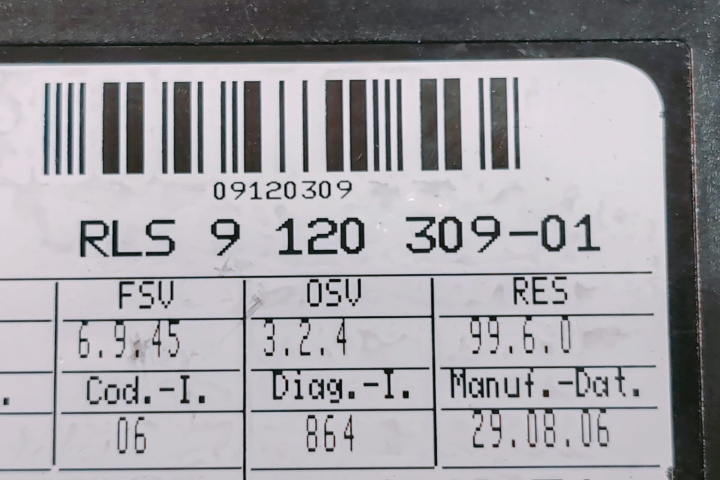 09120309
RLS 9 120 309-01
FSV OSV RES
6.9.45 3.2.4 99.6.0
. Cod.-I. Diag.-I. Manuf.-Dat.
06 864 29.08.06